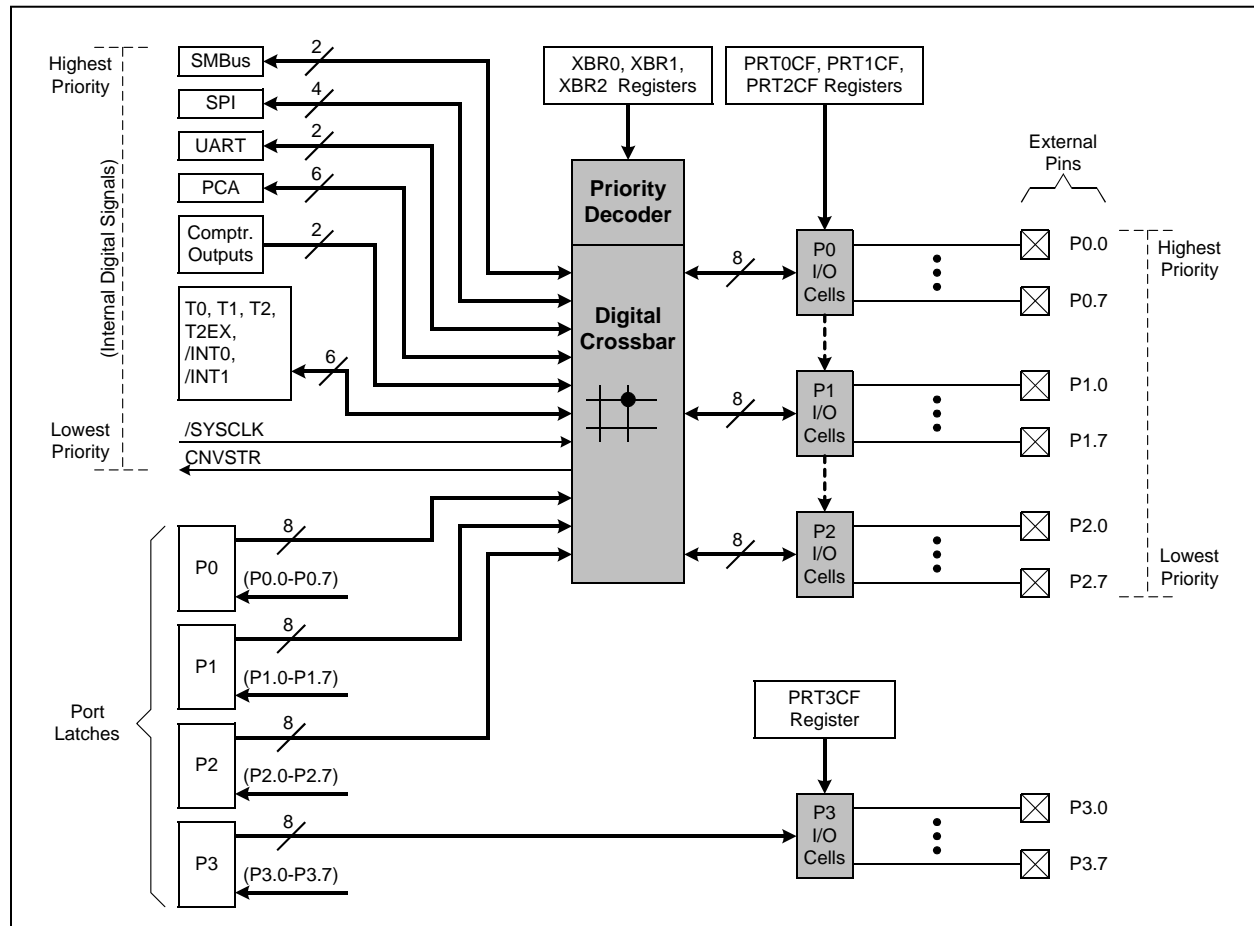 Highest
Priority
(Internal Digital Signals)
Lowest
Priority
SMBus
2
SPI
4
UART
2
PCA
6
Comptr.
Outputs
2
T0, T1, T2,
T2EX,
/INT0,
/INT1
6
/SYSCLK
CNVSTR
XBR0, XBR1,
XBR2 Registers
PRT0CF, PRT1CF,
PRT2CF Registers
Priority
Decoder
Digital
Crossbar
8
P0
I/O
Cells
8
P1
I/O
Cells
8
P2
I/O
Cells
External
Pins
P0.0
P0.7
P1.0
P1.7
P2.0
P2.7
Highest
Priority
Lowest
Priority
Port
Latches
P0
8
(P0.0-P0.7)
P1
8
(P1.0-P1.7)
P2
8
(P2.0-P2.7)
P3
8
(P3.0-P3.7)
PRT3CF
Register
P3
I/O
Cells
P3.0
P3.7